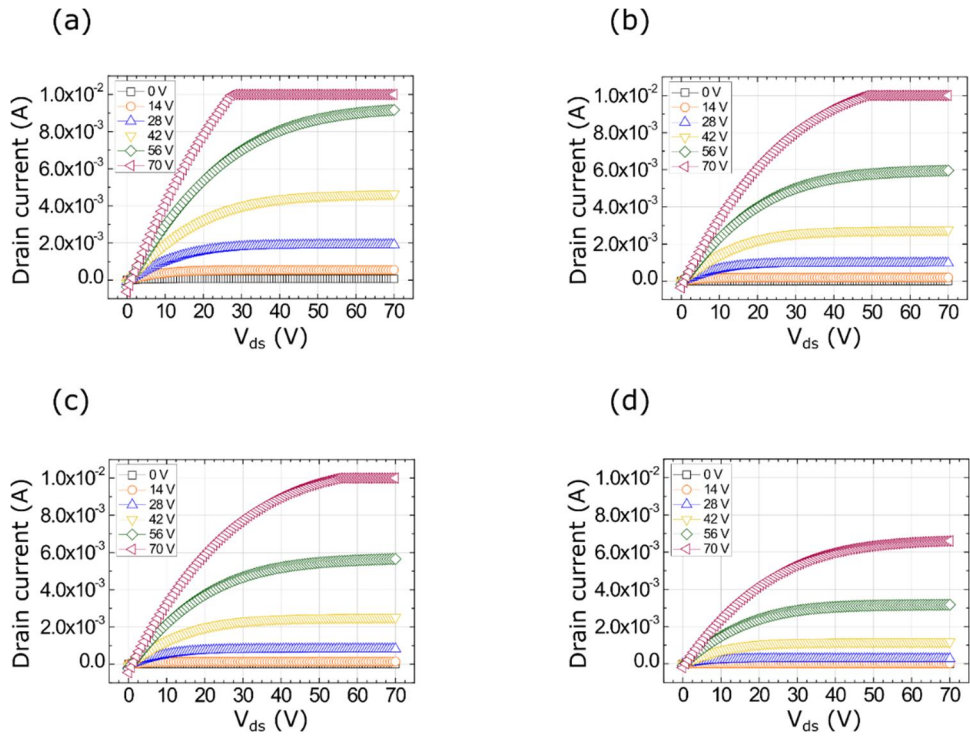 (a)
1.0x10⁻²
8.0x10⁻³
6.0x10⁻³
4.0x10⁻³
2.0x10⁻³
0.0
Drain current (A)
0 V
14 V
28 V
42 V
56 V
70 V
0 10 20 30 40 50 60 70
V_ds (V)
(b)
1.0x10⁻²
8.0x10⁻³
6.0x10⁻³
4.0x10⁻³
2.0x10⁻³
0.0
Drain current (A)
0 V
14 V
28 V
42 V
56 V
70 V
0 10 20 30 40 50 60 70
V_ds (V)
(c)
1.0x10⁻²
8.0x10⁻³
6.0x10⁻³
4.0x10⁻³
2.0x10⁻³
0.0
Drain current (A)
0 V
14 V
28 V
42 V
56 V
70 V
0 10 20 30 40 50 60 70
V_ds (V)
(d)
1.0x10⁻²
8.0x10⁻³
6.0x10⁻³
4.0x10⁻³
2.0x10⁻³
0.0
Drain current (A)
0 V
14 V
28 V
42 V
56 V
70 V
0 10 20 30 40 50 60 70
V_ds (V)